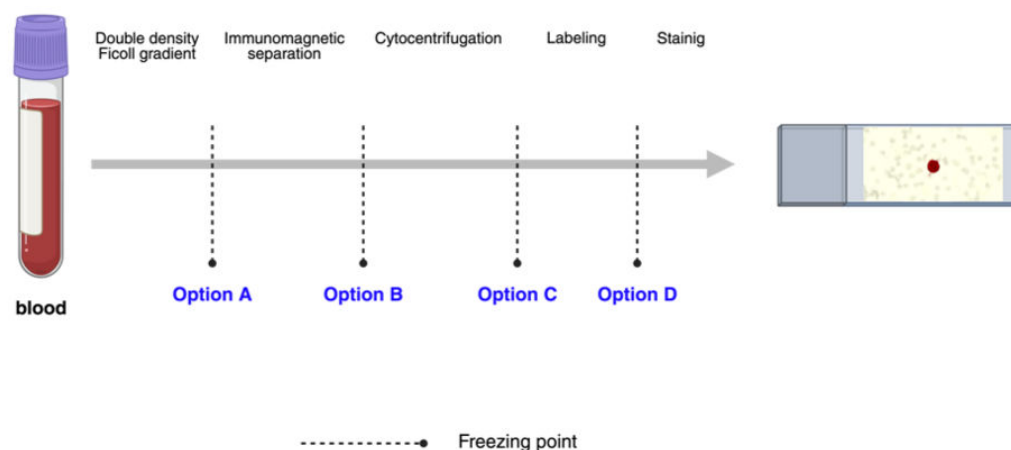 Double density
Ficoll gradient
Immunomagnetic
separation
Cytocentrifugation
Labeling
Stainig
blood
Option A
Option B
Option C
Option D
Freezing point